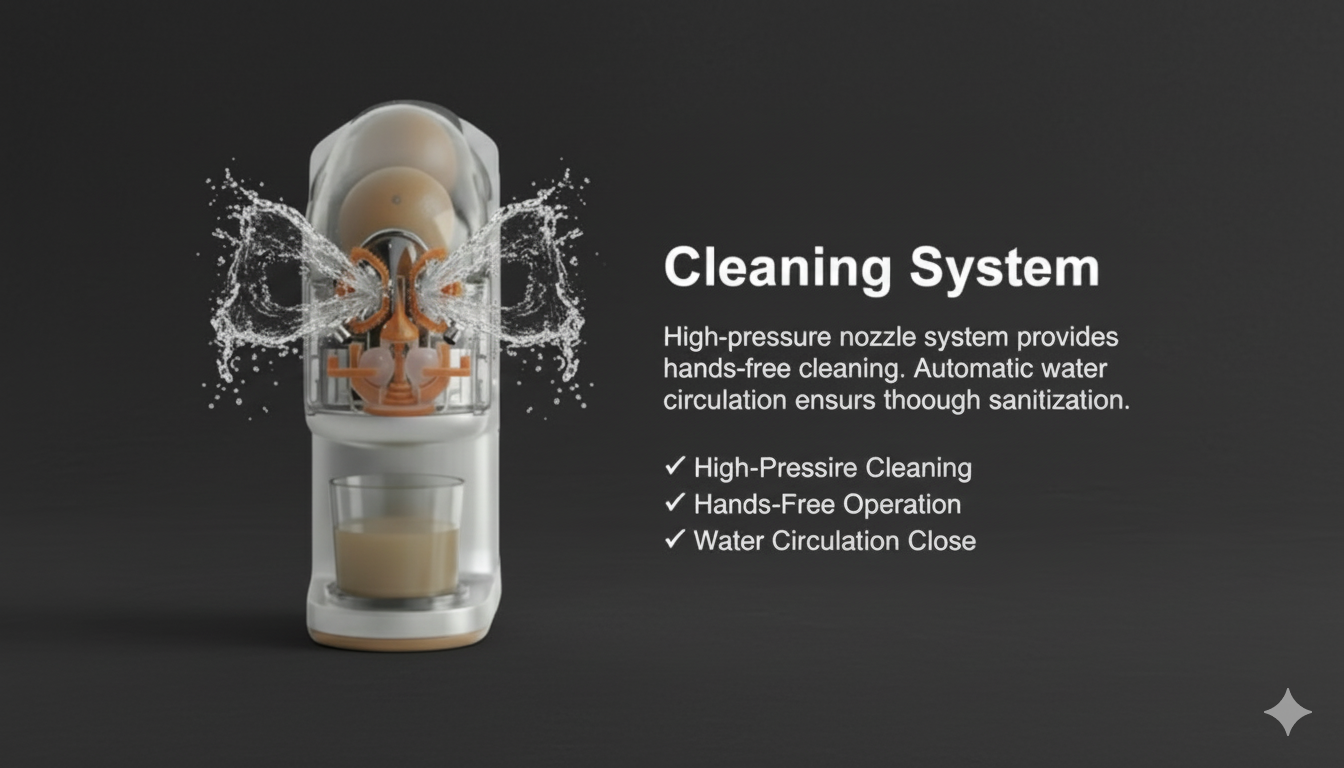 Cleaning System
High-pressure nozzle system provides
hands-free cleaning. Automatic water
circulation ensurs thoough sanitization.
✓ High-Pressire Cleaning
✓ Hands-Free Operation
✓ Water Circulation Close